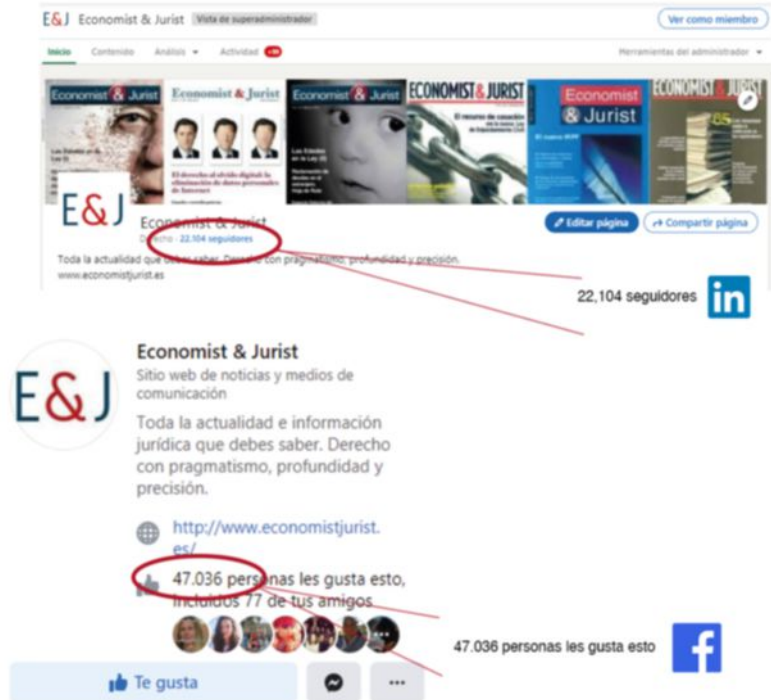 E&J Economist & Jurist Vista de superadministrador Ver como miembro
Inicio Contenido Análisis Actividad Herramientas del administrador
Economist & Jurist Economist & Jurist Economist & Jurist ECONOMIST & JURIST Economist & Jurist ECONOMIST & JURIST
El derecho al olvido digital: la
eliminación de datos personales
de Internet
El recurso de casación
E&J
Economist & Jurist
Derecho · 22.104 seguidores
Editar página Compartir página
Toda la actualidad que debes saber. Derecho con pragmatismo, profundidad y precisión.
www.economistjurist.es
22,104 seguidores in
E&J
Economist & Jurist
Sitio web de noticias y medios de
comunicación
Toda la actualidad e información
jurídica que debes saber. Derecho
con pragmatismo, profundidad y
precisión.
http://www.economistjurist.
es/
47.036 personas les gusta esto,
incluidos 77 de tus amigos
47.036 personas les gusta esto f
Te gusta